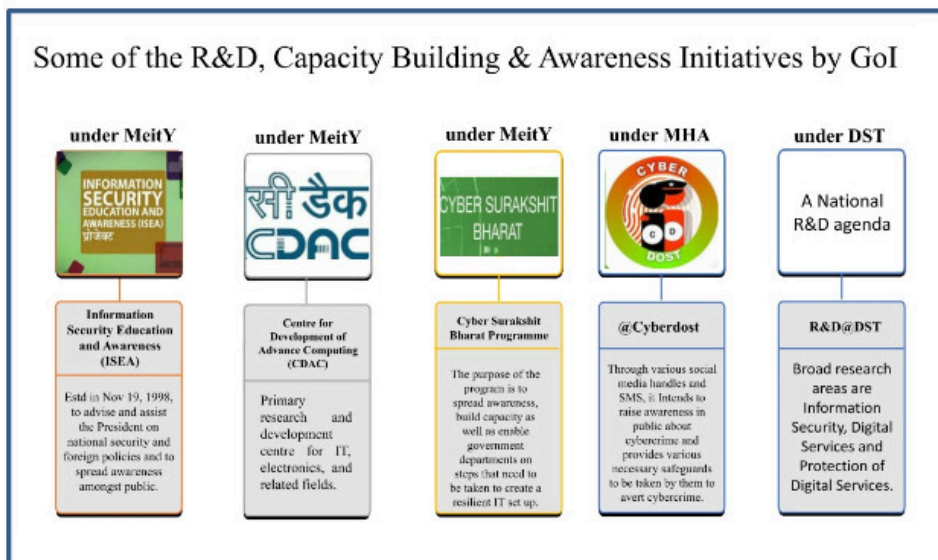 Some of the R&D, Capacity Building & Awareness Initiatives by GoI
under MeitY
INFORMATION
SECURITY
EDUCATION AND
AWARENESS (ISEA)
प्रोजेक्ट
Information
Security Education
and Awareness
(ISEA)
Estd in Nov 19, 1998,
to advise and assist
the President on
national security and
foreign policies and to
spread awareness
amongst public.
under MeitY
सी डैक
CDAC
Centre for
Development of
Advance Computing
(CDAC)
Primary
research and
development
centre for IT,
electronics, and
related fields.
under MeitY
CYBER SURAKSHIT
BHARAT
Cyber Surakshit
Bharat Programme
The purpose of the
program is to
spread awareness,
build capacity as
well as enable
government
departments on
steps that need to
be taken to create a
resilient IT set up.
under MHA
CYBER
C D
DOST
@Cyberdost
Through various social
media handles and
SMS, it Intends to
raise awareness in
public about
cybercrime and
provides various
necessary safeguards
to be taken by them to
avert cybercrime.
under DST
A National
R&D agenda
R&D@DST
Broad research
areas are
Information
Security, Digital
Services and
Protection of
Digital Services.